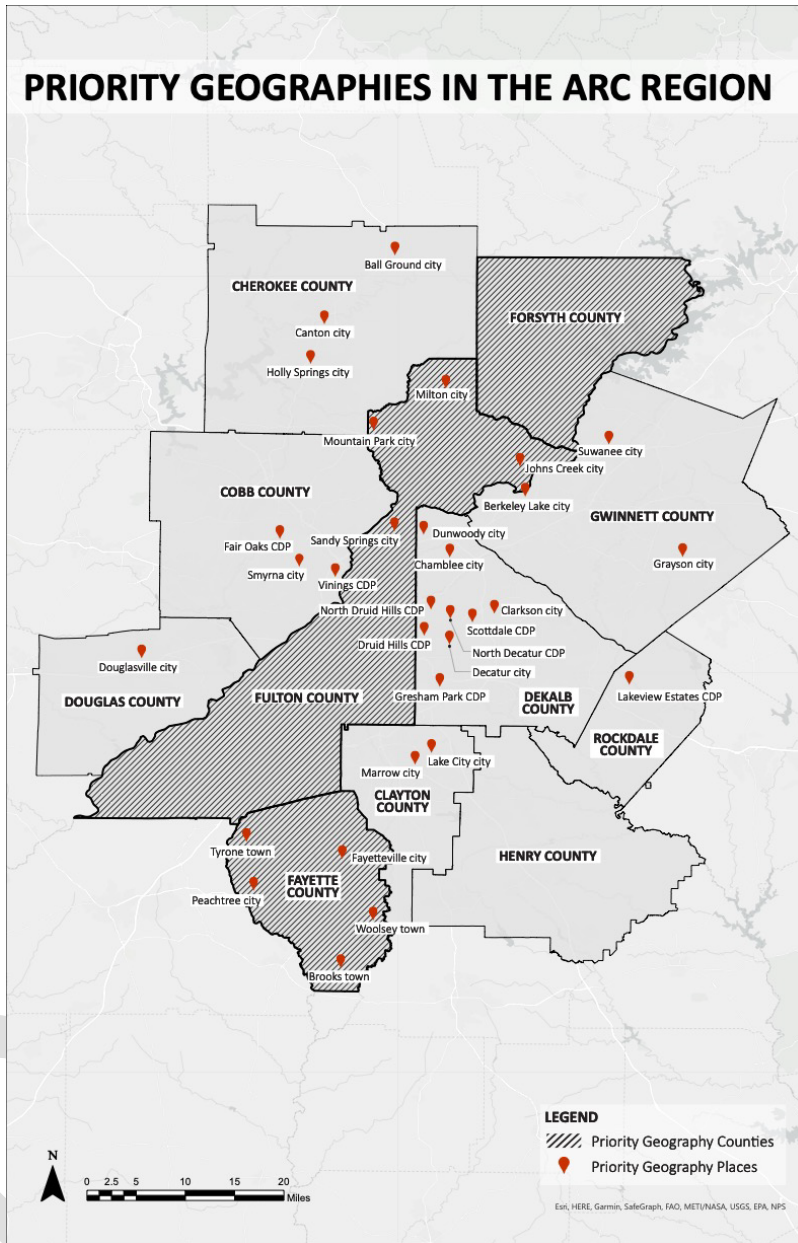 PRIORITY GEOGRAPHIES IN THE ARC REGION
Ball Ground city
CHEROKEE COUNTY
FORSYTH COUNTY
Canton city
Holly Springs city
Milton city
Mountain Park city
Suwanee city
Johns Creek city
COBB COUNTY
Berkeley Lake city
GWINNETT COUNTY
Fair Oaks CDP
Sandy Springs city
Dunwoody city
Chamblee city
Grayson city
Smyrna city
Vinings CDP
North Druid Hills CDP
Clarkson city
Scottdale CDP
Druid Hills CDP
North Decatur CDP
Douglasville city
Decatur city
DOUGLAS COUNTY
FULTON COUNTY
Gresham Park CDP
DEKALB
COUNTY
Lakeview Estates CDP
ROCKDALE
COUNTY
Lake City city
Marrow city
CLAYTON
COUNTY
Tyrone town
Fayetteville city
HENRY COUNTY
FAYETTE
COUNTY
Peachtree city
Woolsey town
Brooks town
LEGEND
Priority Geography Counties
Priority Geography Places
N
0 2.5 5 10 15 20
Miles
Esri, HERE, Garmin, SafeGraph, FAO, METI/NASA, USGS, EPA, NPS